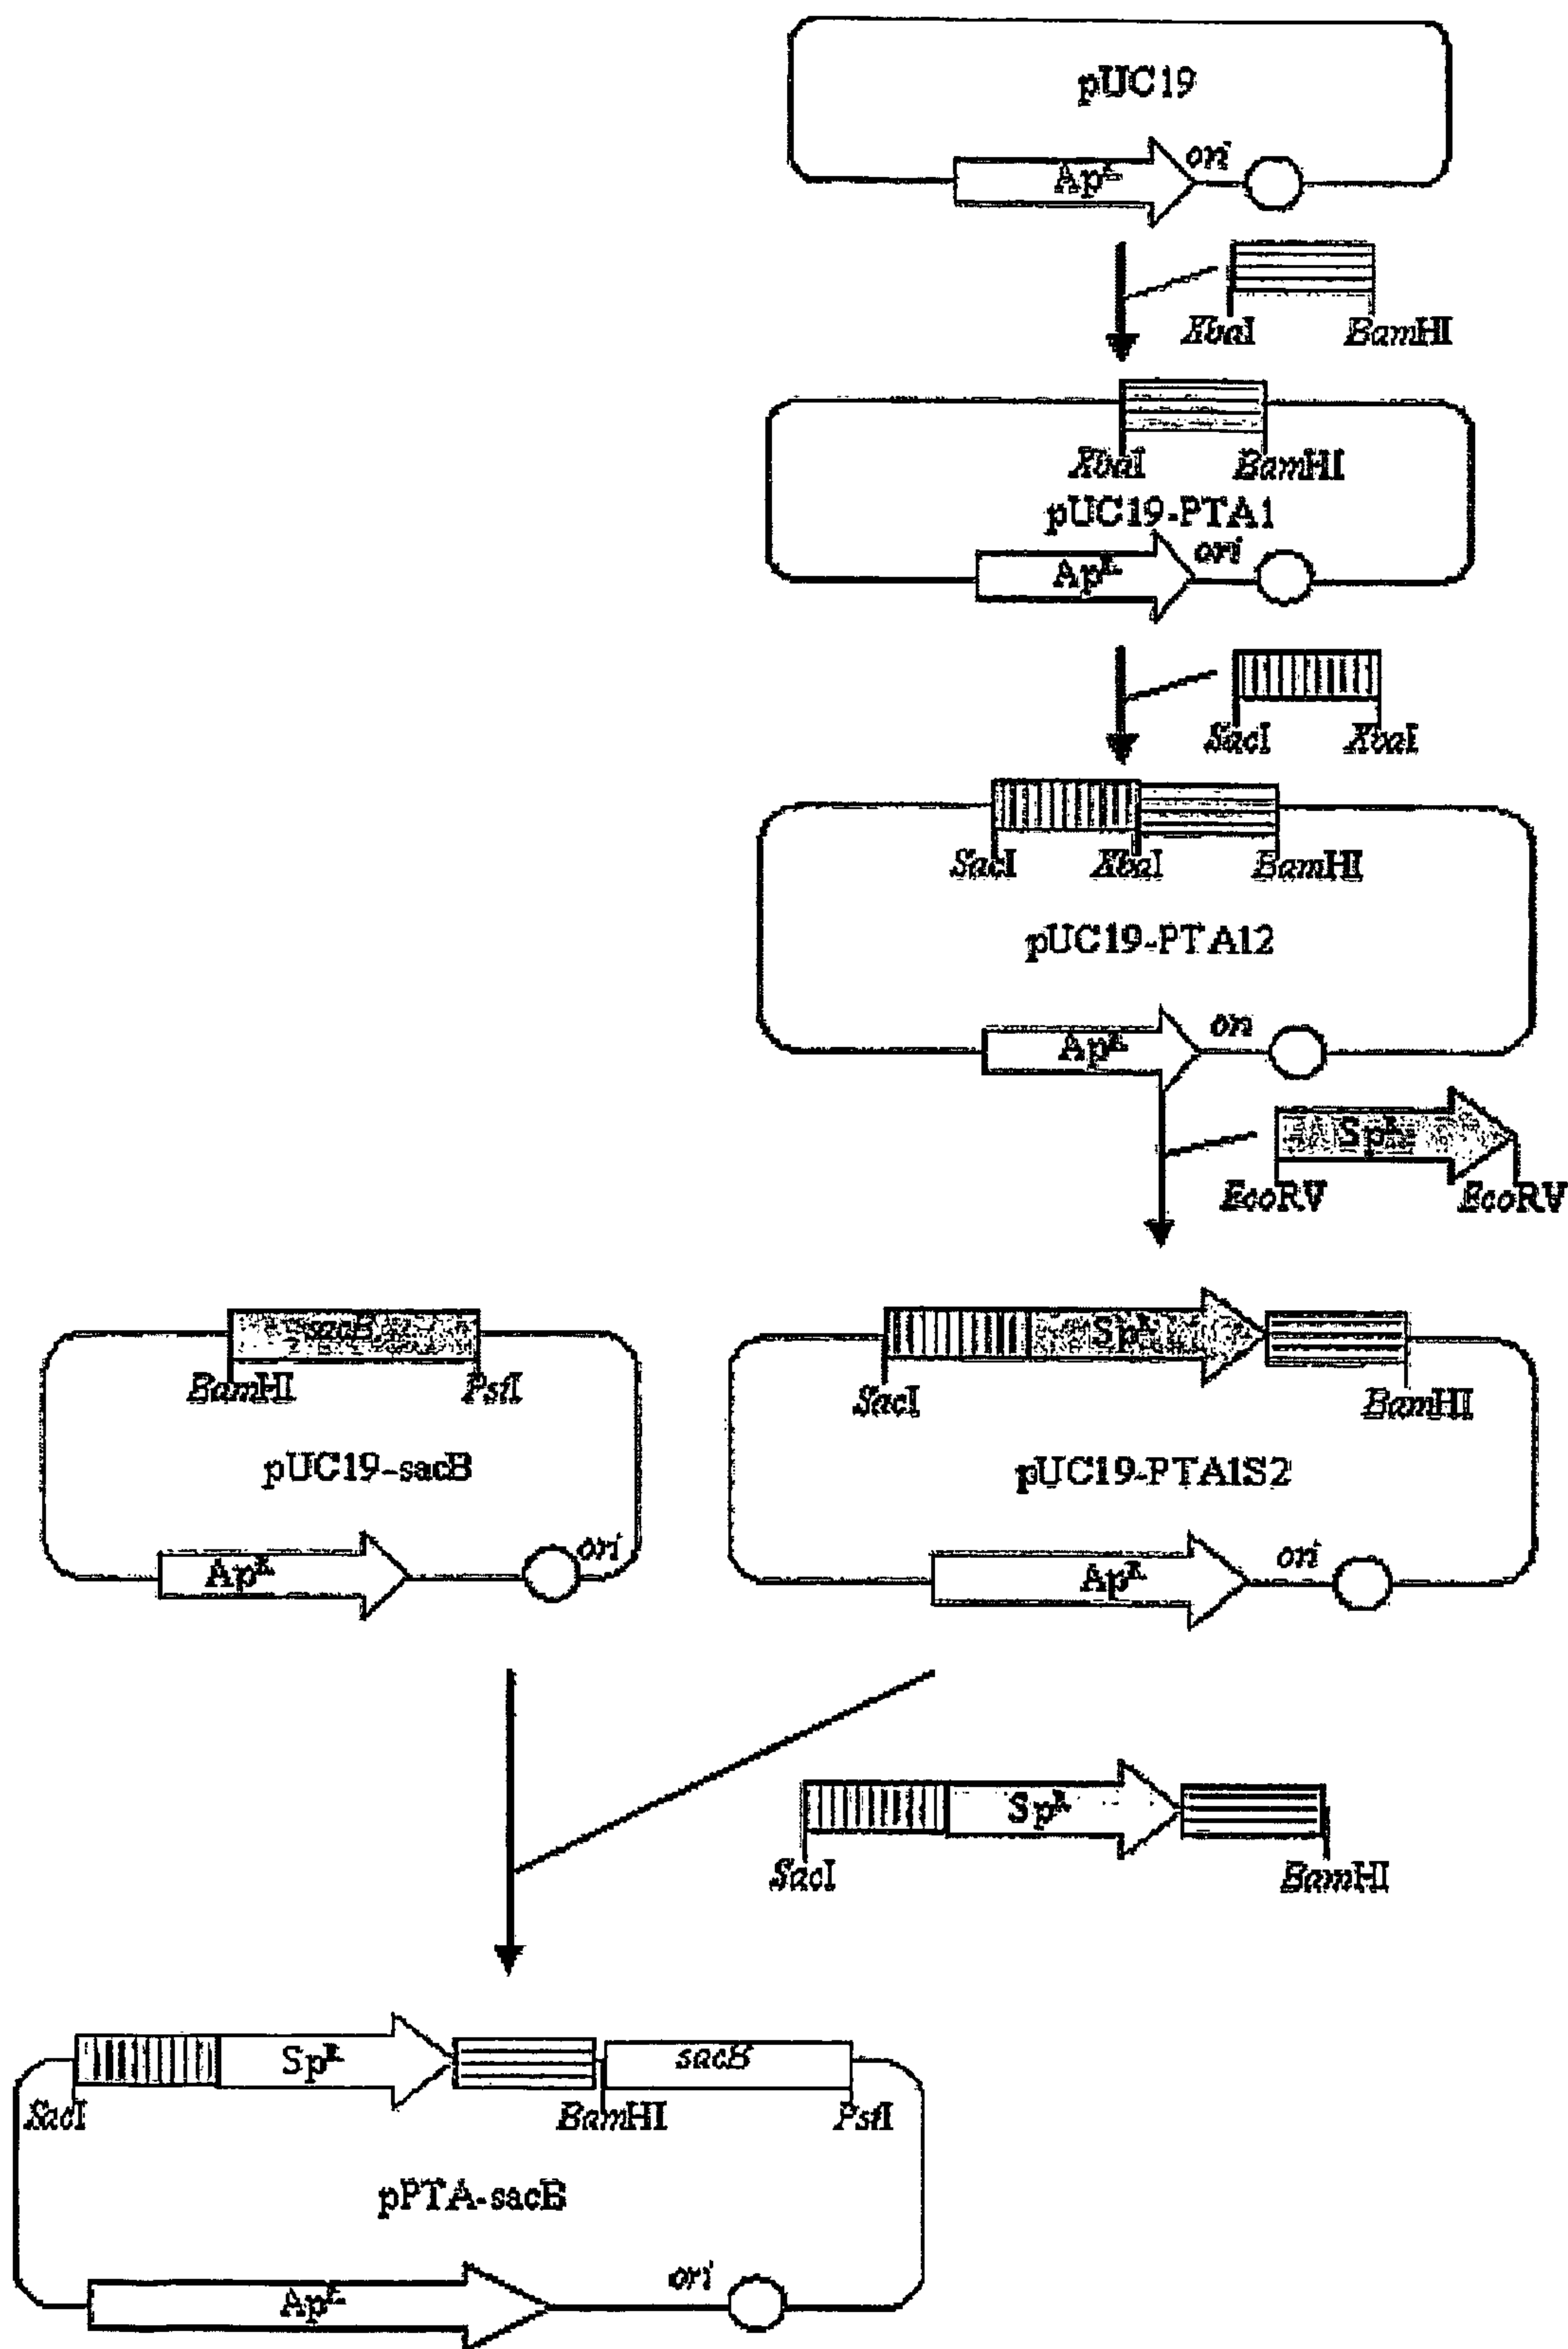 pUC19
Ap^R ori
XbaI BamHI
XbaI BamHI
pUC19-PTA1
Ap^R ori
SacI XbaI
SacI XbaI BamHI
pUC19-PTA12
Ap^R ori
Sp^R
EcoRV EcoRV
sacB Sp^R
BamHI PstI SacI BamHI
pUC19-sacB pUC19-PTA1S2
Ap^R ori Ap^R ori
Sp^R
SacI BamHI
Sp^R sacB
SacI BamHI PstI
pPTA-sacB
Ap^R ori